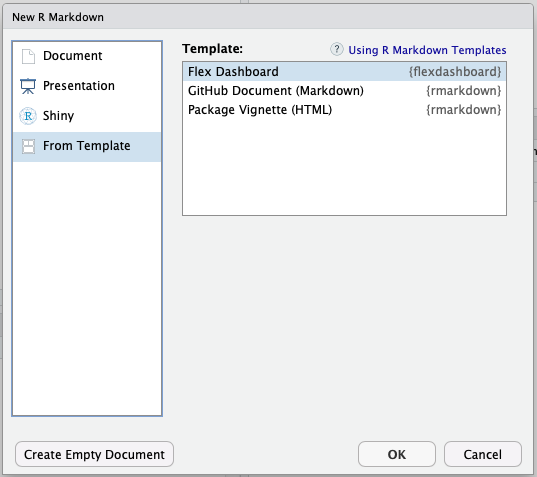 New R Markdown
Document
Presentation
R Shiny
From Template
Template: ? Using R Markdown Templates
Flex Dashboard {flexdashboard}
GitHub Document (Markdown) {rmarkdown}
Package Vignette (HTML) {rmarkdown}
Create Empty Document OK Cancel